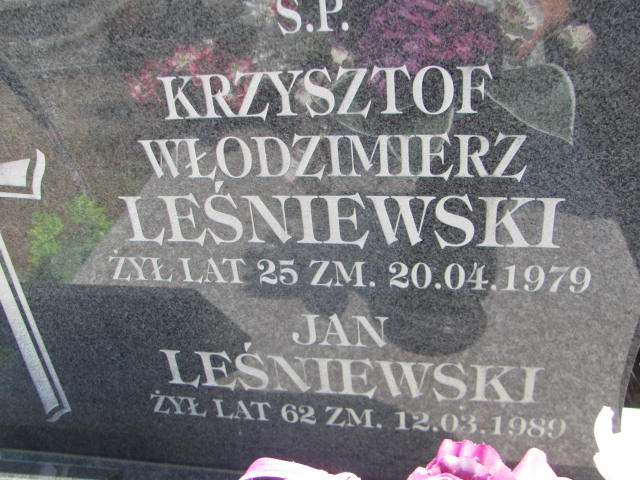 Ś.P.
KRZYSZTOF
WŁODZIMIERZ
LEŚNIEWSKI
ŻYŁ LAT 25 ZM. 20.04.1979
JAN
LEŚNIEWSKI
ŻYŁ LAT 62 ZM. 12.03.1989